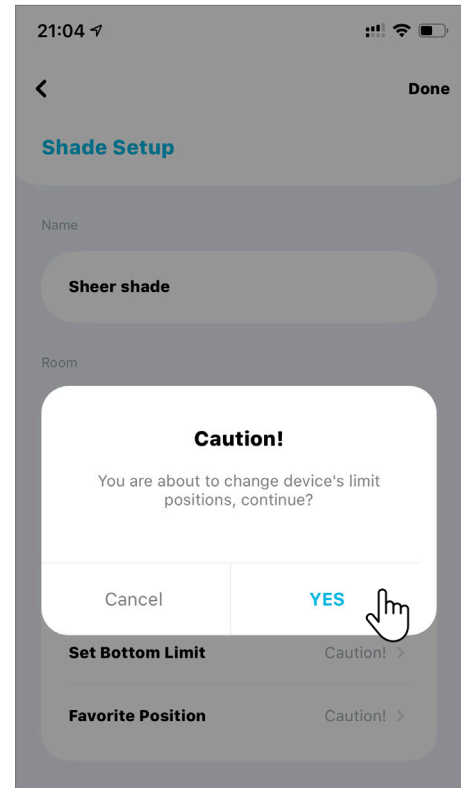 21:04
Done
Shade Setup
Name
Sheer shade
Room
Caution!
You are about to change device's limit
positions, continue?
Cancel YES
Set Bottom Limit Caution! >
Favorite Position Caution! >